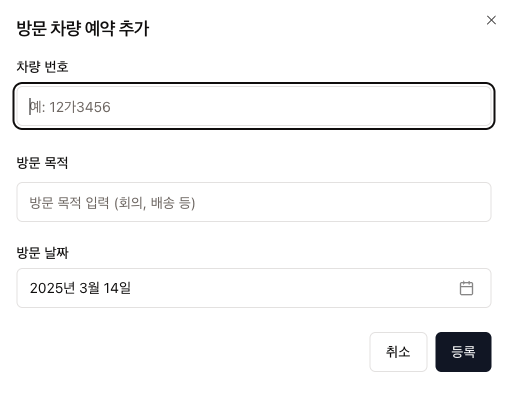 방문 차량 예약 추가
차량 번호
예: 12가3456
방문 목적
방문 목적 입력 (회의, 배송 등)
방문 날짜
2025년 3월 14일
취소 등록